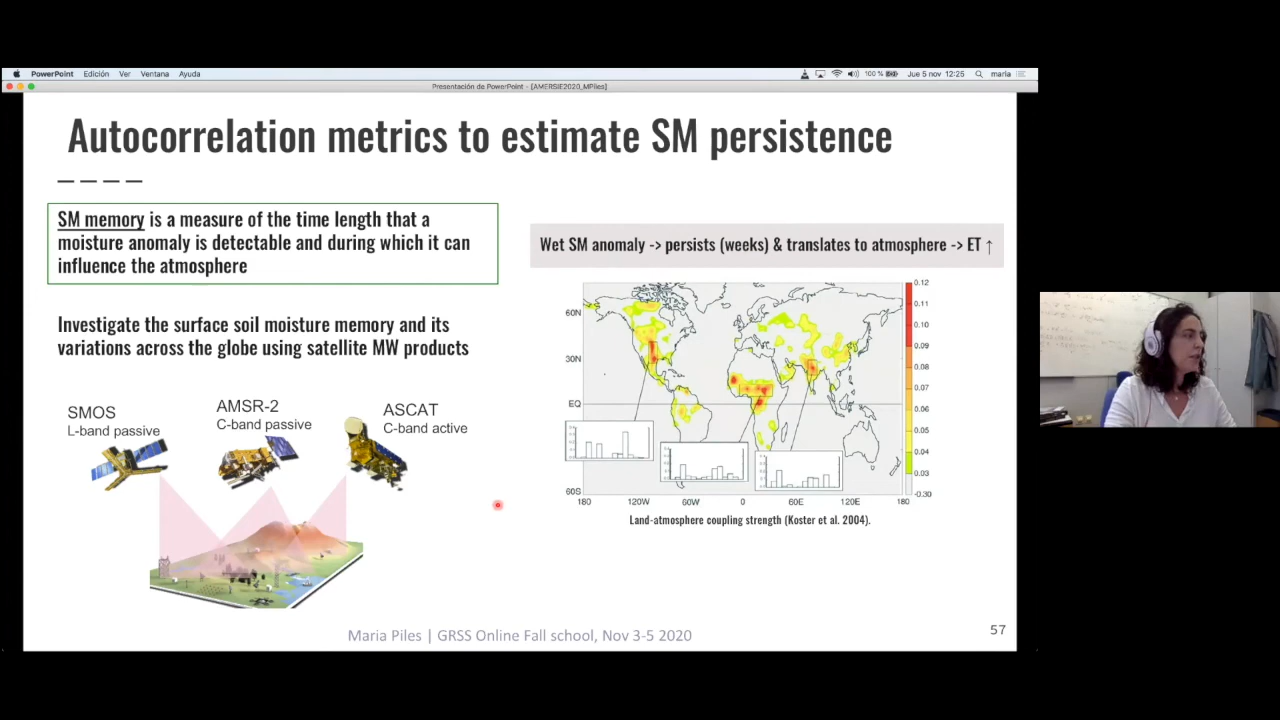 PowerPoint Edición Ver Ventana Ayuda
100 % Jue 5 nov 12:25 maria
Presentación de PowerPoint - [AMERSIE2020_MPiles]
Autocorrelation metrics to estimate SM persistence
SM memory is a measure of the time length that a
moisture anomaly is detectable and during which it can
influence the atmosphere
Investigate the surface soil moisture memory and its
variations across the globe using satellite MW products
SMOS
L-band passive
AMSR-2
C-band passive
ASCAT
C-band active
Wet SM anomaly -> persists (weeks) & translates to atmosphere -> ET ↑
60N
30N
EQ
60S
180 120W 60W 0 60E 120E 180
0.12
0.11
0.10
0.09
0.08
0.07
0.06
0.05
0.04
0.03
-0.30
Land-atmosphere coupling strength (Koster et al. 2004).
Maria Piles | GRSS Online Fall school, Nov 3-5 2020
57